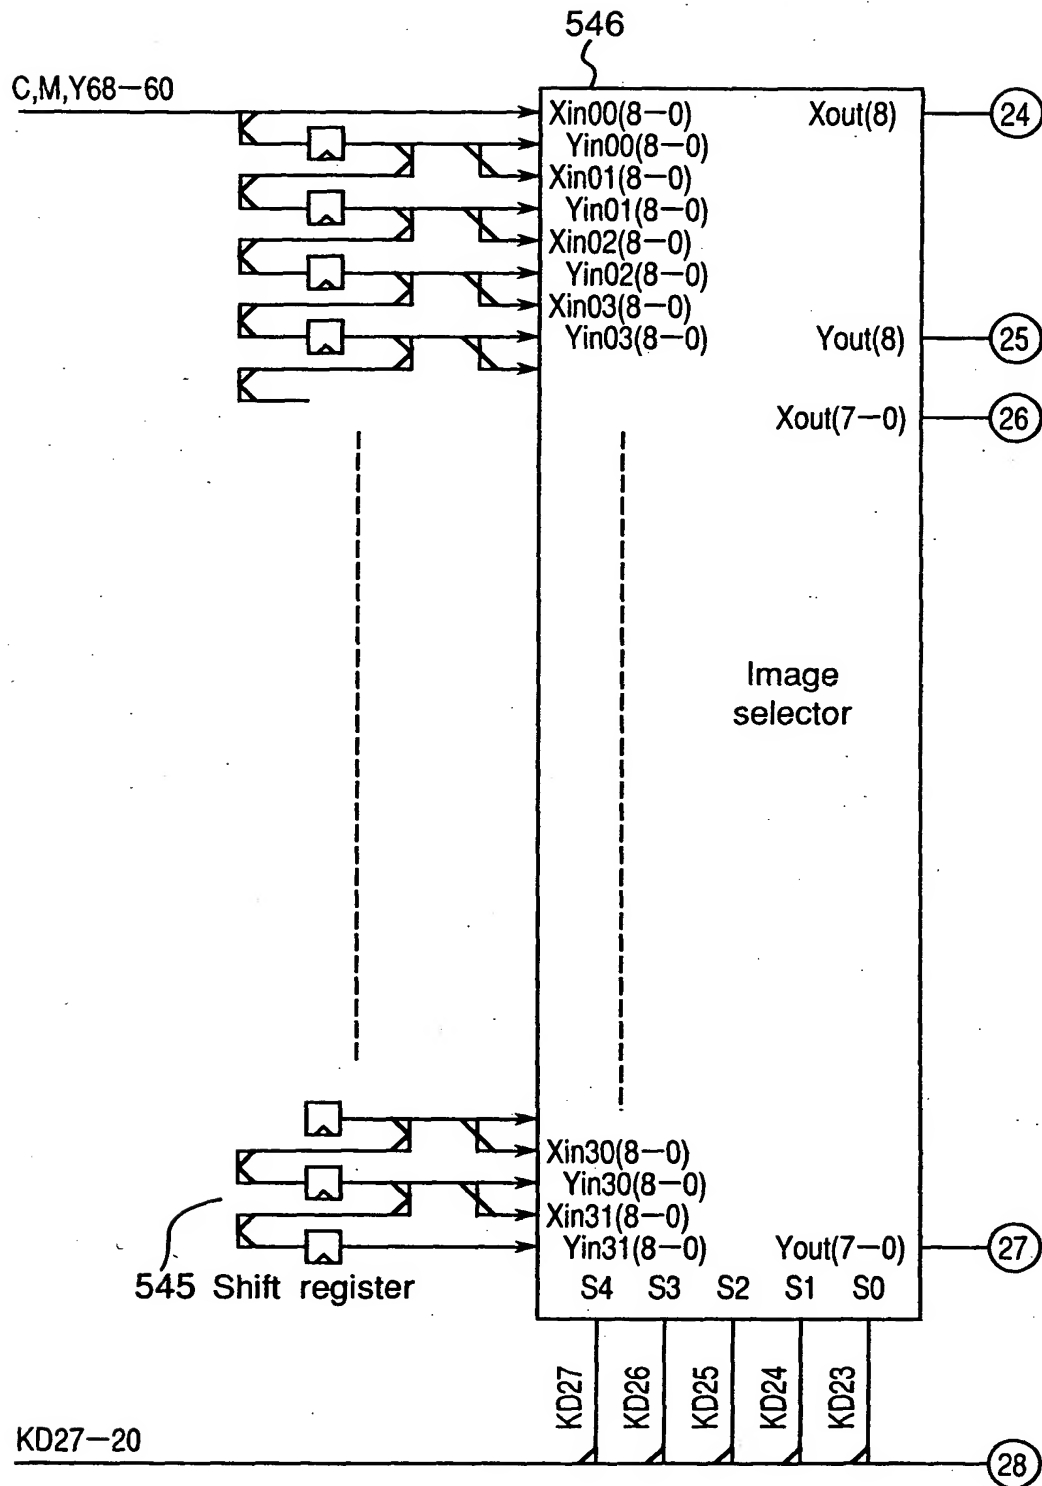 546
C,M,Y68—60
Xin00(8—0) Xout(8) 24
Yin00(8—0)
Xin01(8—0)
Yin01(8—0)
Xin02(8—0)
Yin02(8—0)
Xin03(8—0)
Yin03(8—0) Yout(8) 25
Xout(7—0) 26
Image
selector
Xin30(8—0)
Yin30(8—0)
Xin31(8—0)
Yin31(8—0) Yout(7—0) 27
545 Shift register
S4 S3 S2 S1 S0
KD27 KD26 KD25 KD24 KD23
KD27—20 28